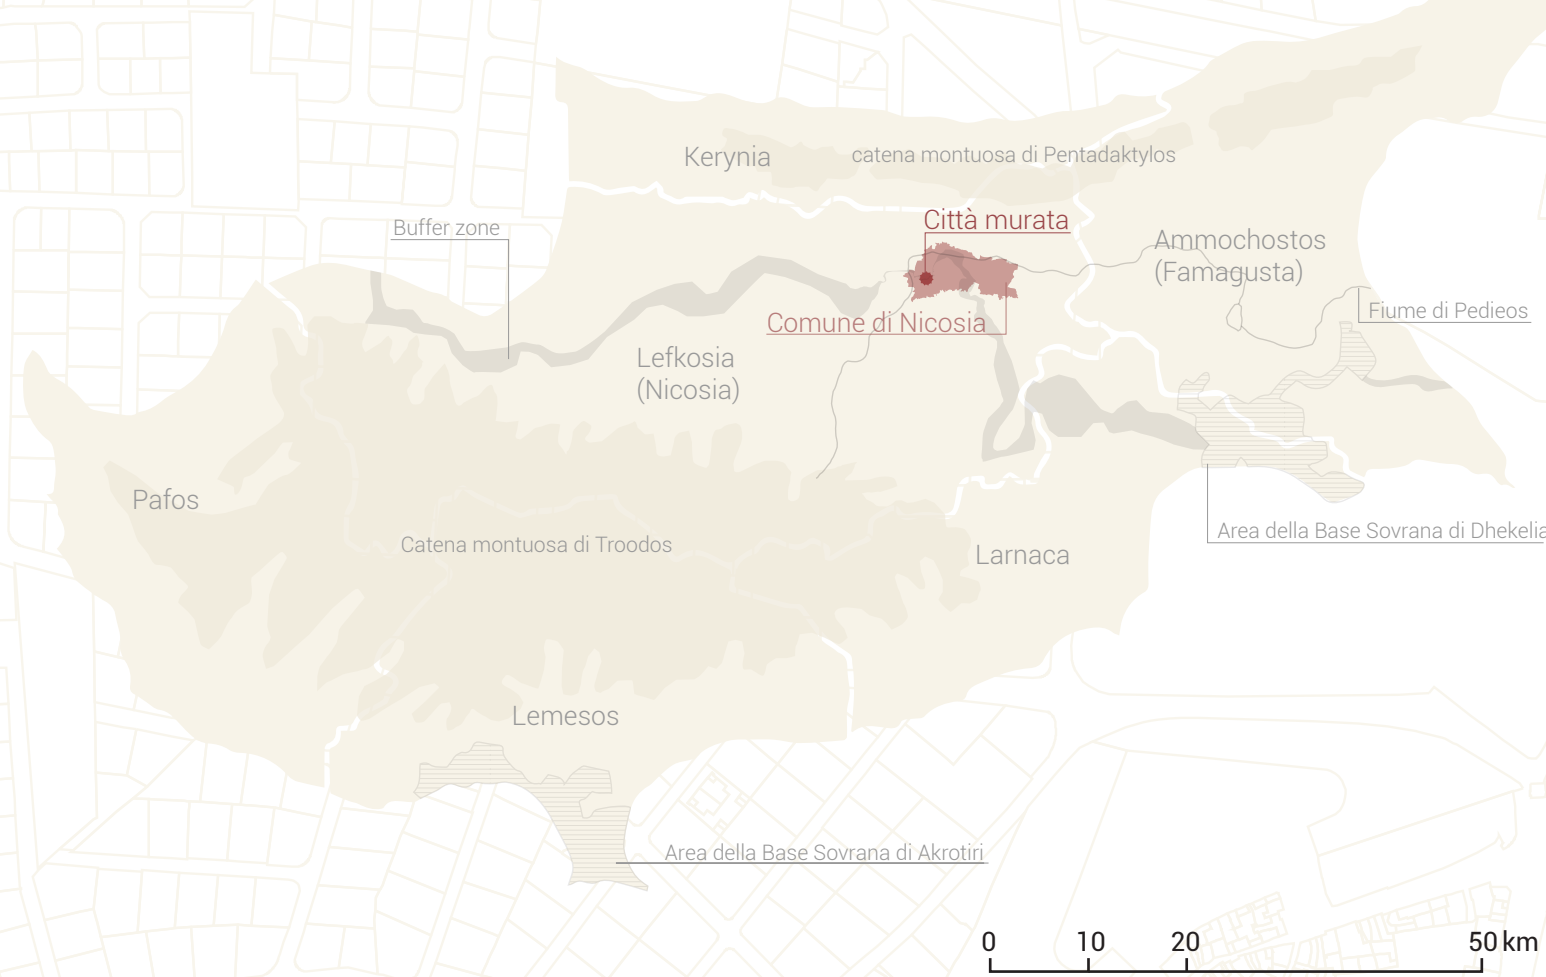 Kerynia
catena montuosa di Pentadaktylos
Buffer zone
Città murata
Ammochostos
(Famagusta)
Fiume di Pedieos
Comune di Nicosia
Lefkosia
(Nicosia)
Pafos
Catena montuosa di Troodos
Area della Base Sovrana di Dhekelia
Larnaca
Lemesos
Area della Base Sovrana di Akrotiri
0 10 20 50 km